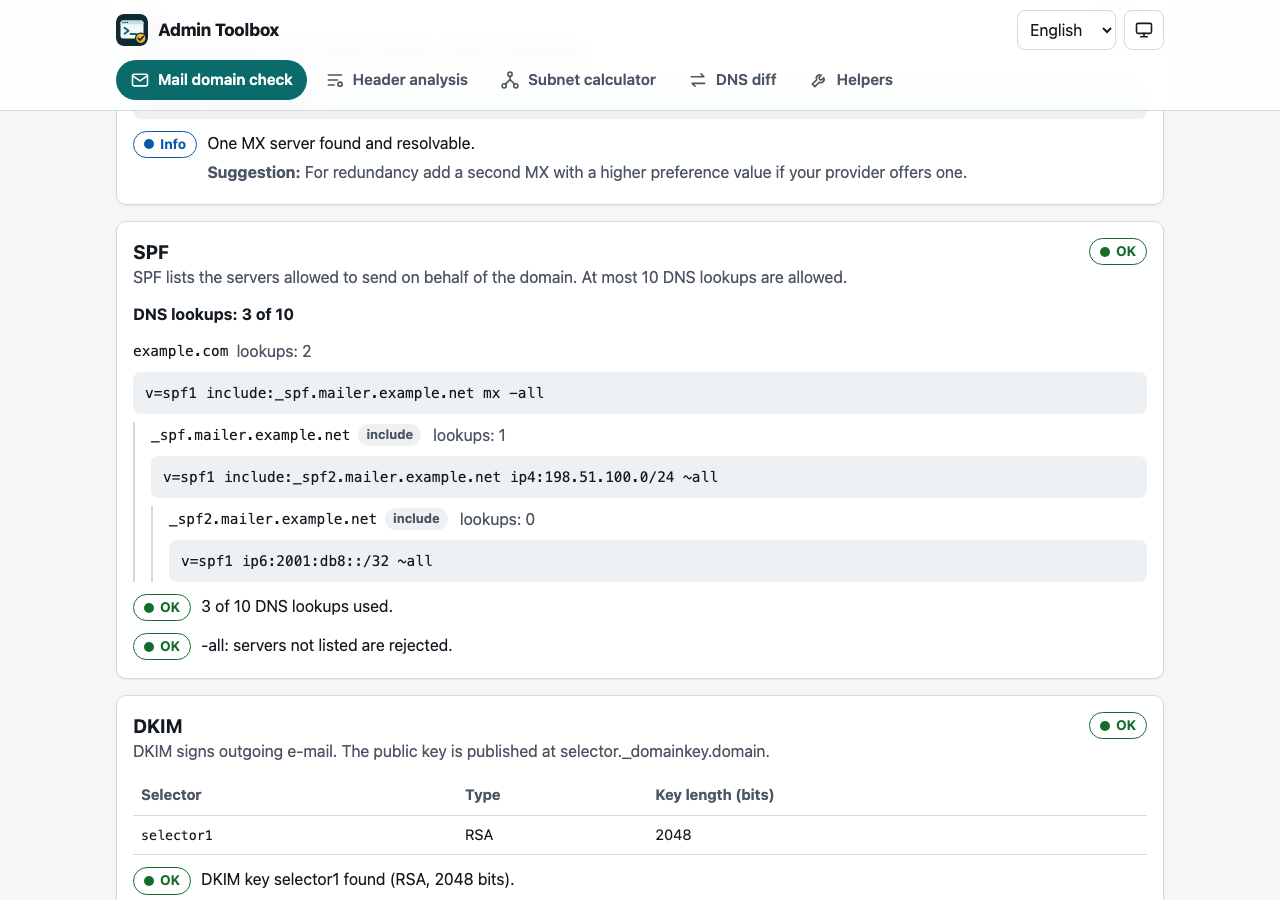 Admin Toolbox
English
Mail domain check
Header analysis
Subnet calculator
DNS diff
Helpers
Info
One MX server found and resolvable.
Suggestion: For redundancy add a second MX with a higher preference value if your provider offers one.
SPF
OK
SPF lists the servers allowed to send on behalf of the domain. At most 10 DNS lookups are allowed.
DNS lookups: 3 of 10
example.com lookups: 2
v=spf1 include:_spf.mailer.example.net mx -all
_spf.mailer.example.net include lookups: 1
v=spf1 include:_spf2.mailer.example.net ip4:198.51.100.0/24 ~all
_spf2.mailer.example.net include lookups: 0
v=spf1 ip6:2001:db8::/32 ~all
OK 3 of 10 DNS lookups used.
OK -all: servers not listed are rejected.
DKIM
OK
DKIM signs outgoing e-mail. The public key is published at selector._domainkey.domain.
Selector Type Key length (bits)
selector1 RSA 2048
OK DKIM key selector1 found (RSA, 2048 bits).